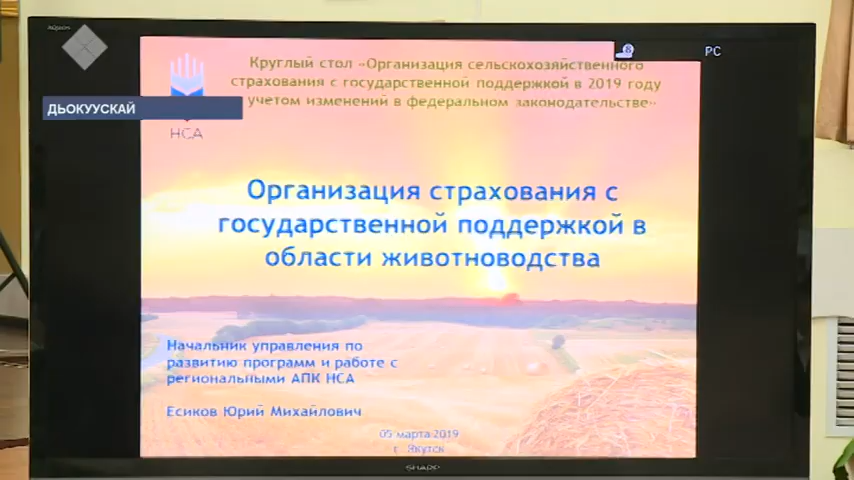 AQUOS
PC
ДЬОКУУСКАЙ
НСА
Круглый стол «Организация сельскохозяйственного
страхования с государственной поддержкой в 2019 году
учетом изменений в федеральном законодательстве»
Организация страхования с
государственной поддержкой в
области животноводства
Начальник управления по
развитию программ и работе с
региональными АПК НСА
Есиков Юрий Михайлович
05 марта 2019
г. Якутск
SHARP